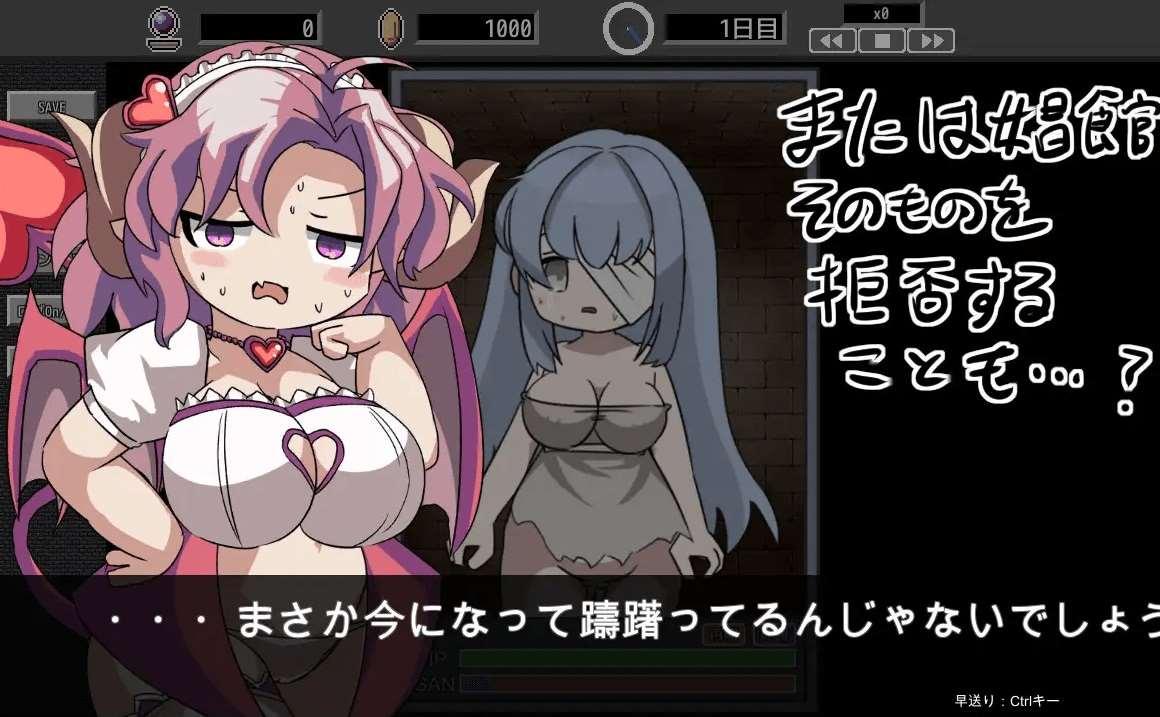 0
1000
1日目
x0
SAVE
または娼館
そのものを
拒否する
ことも…?
・・・まさか今になって躊躇ってるんじゃないでしょう
HP
SAN
早送り：Ctrlキー